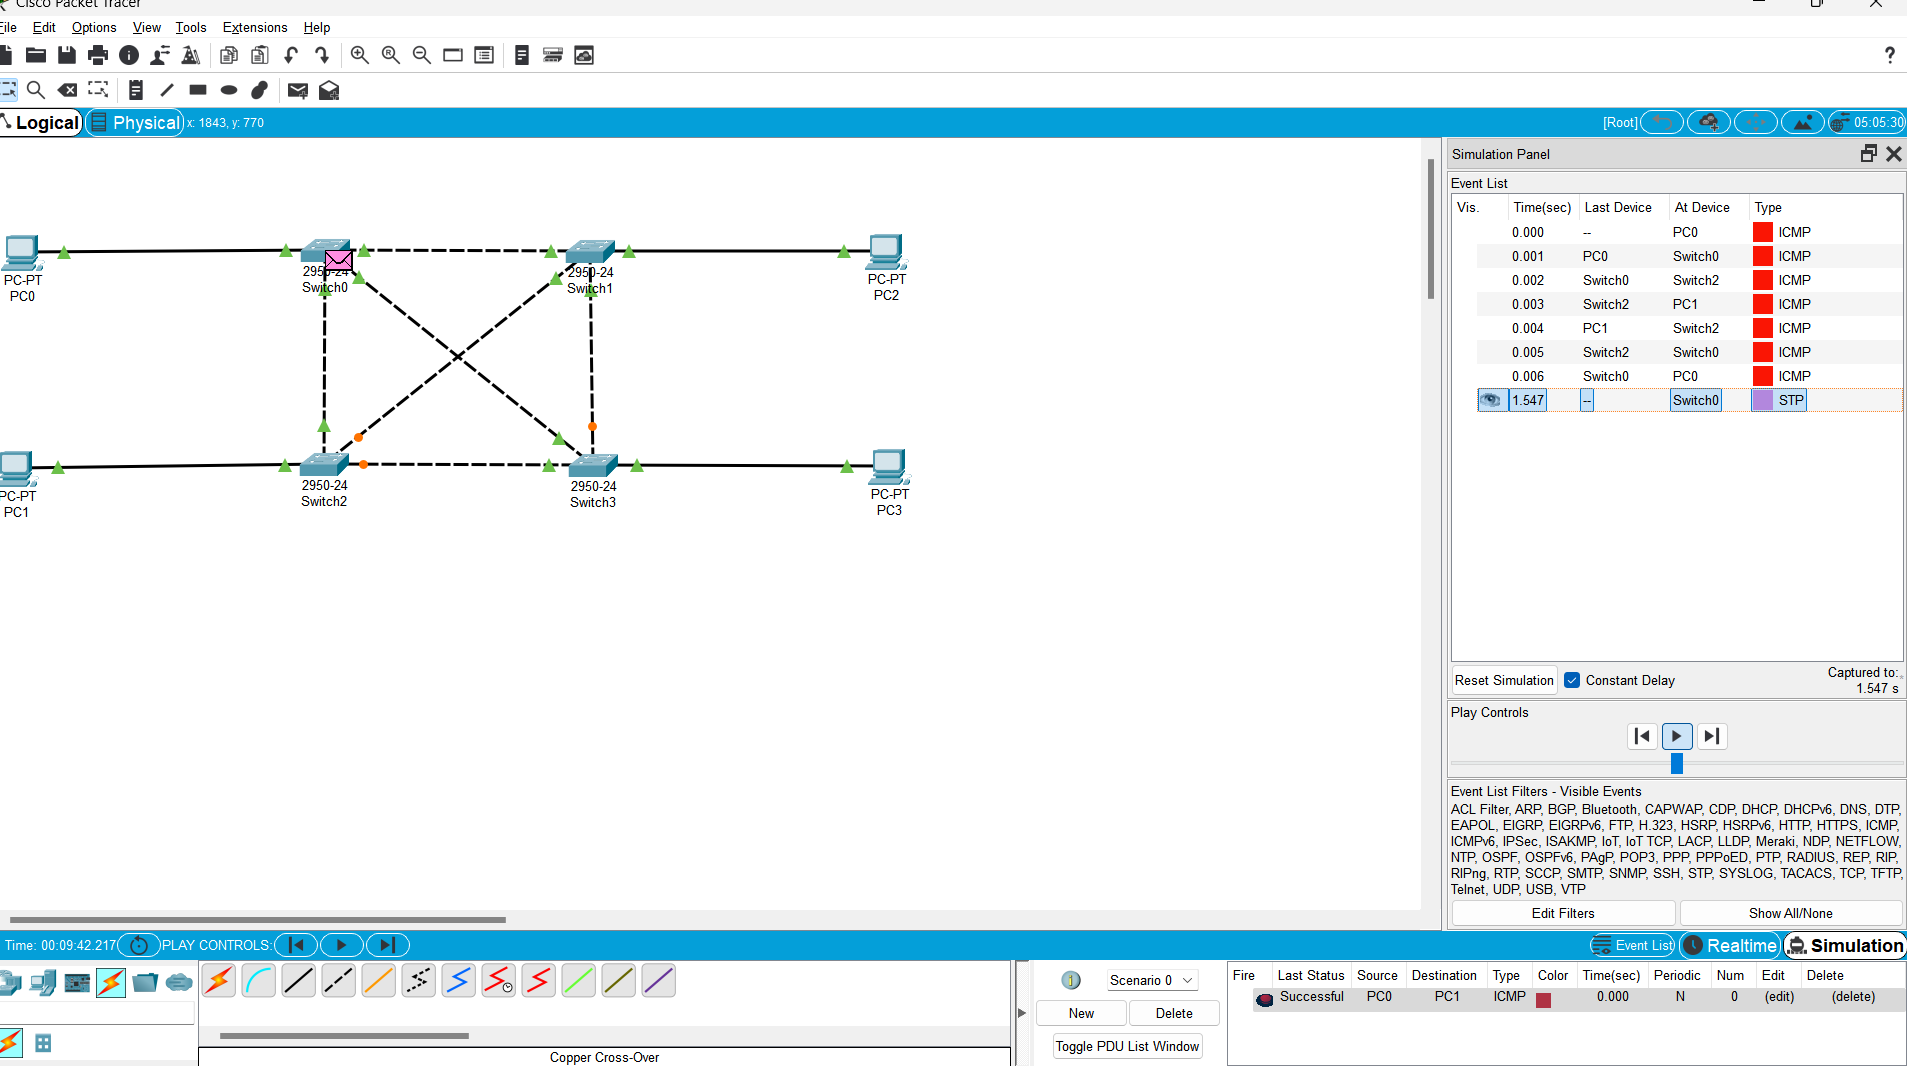 Cisco Packet Tracer
File Edit Options View Tools Extensions Help
?
Logical Physical x: 1843, y: 770 [Root] 05:05:30
Simulation Panel
Event List
Vis. Time(sec) Last Device At Device Type
0.000 -- PC0 ICMP
0.001 PC0 Switch0 ICMP
0.002 Switch0 Switch2 ICMP
0.003 Switch2 PC1 ICMP
0.004 PC1 Switch2 ICMP
0.005 Switch2 Switch0 ICMP
0.006 Switch0 PC0 ICMP
1.547 -- Switch0 STP
PC-PT
PC0
2950-24
Switch0
2950-24
Switch1
PC-PT
PC2
PC-PT
PC1
2950-24
Switch2
2950-24
Switch3
PC-PT
PC3
Reset Simulation Constant Delay Captured to:
1.547 s
Play Controls
Event List Filters - Visible Events
ACL Filter, ARP, BGP, Bluetooth, CAPWAP, CDP, DHCP, DHCPv6, DNS, DTP,
EAPOL, EIGRP, EIGRPv6, FTP, H.323, HSRP, HSRPv6, HTTP, HTTPS, ICMP,
ICMPv6, IPSec, ISAKMP, IoT, IoT TCP, LACP, LLDP, Meraki, NDP, NETFLOW,
NTP, OSPF, OSPFv6, PAgP, POP3, PPP, PPPoED, PTP, RADIUS, REP, RIP,
RIPng, RTP, SCCP, SMTP, SNMP, SSH, STP, SYSLOG, TACACS, TCP, TFTP,
Telnet, UDP, USB, VTP
Edit Filters Show All/None
Time: 00:09:42.217 PLAY CONTROLS: Event List Realtime Simulation
Scenario 0
New Delete
Toggle PDU List Window
Fire Last Status Source Destination Type Color Time(sec) Periodic Num Edit Delete
Successful PC0 PC1 ICMP 0.000 N 0 (edit) (delete)
Copper Cross-Over